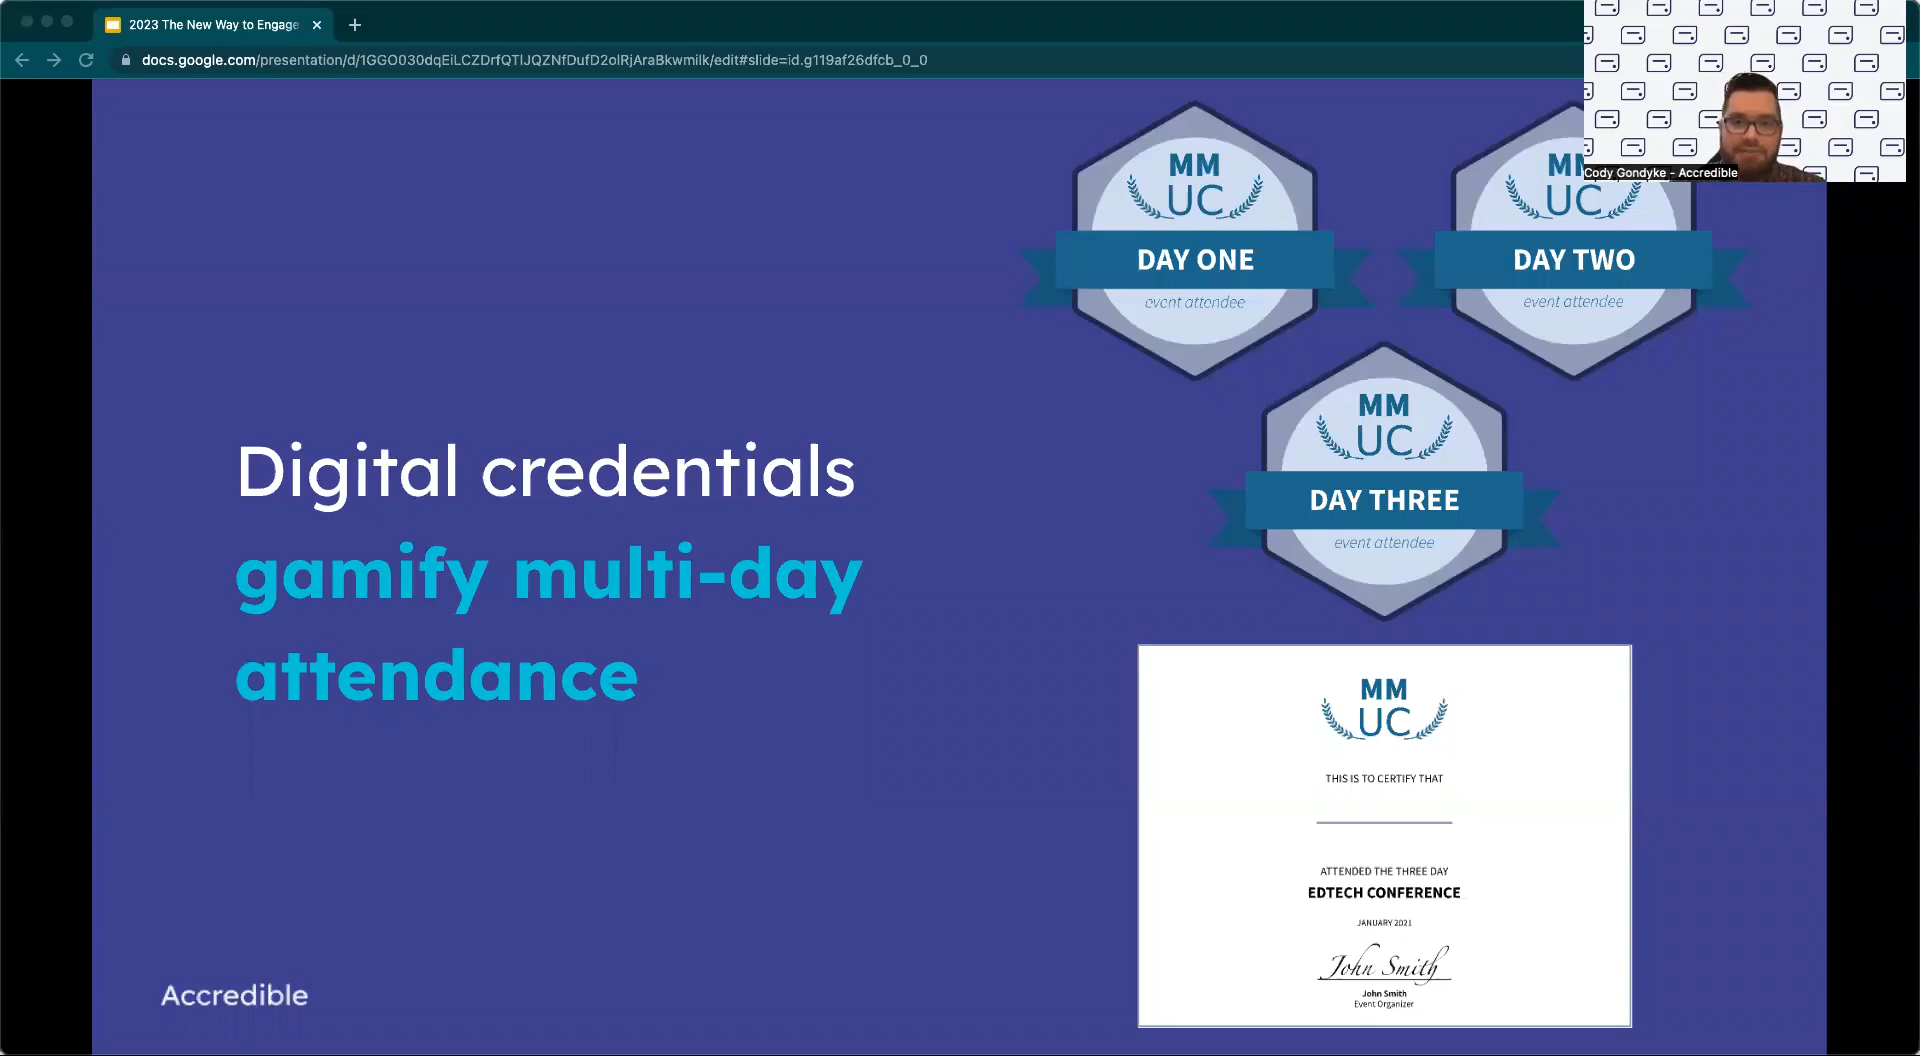 2023 The New Way to Engage
docs.google.com/presentation/d/1GGO030dqEiLCZDrfQTIJQZNfDufD2olRjAraBkwmilk/edit#slide=id.g119af26dfcb_0_0
Cody Gondyke - Accredible
MM
UC
DAY ONE
event attendee
MM
UC
DAY TWO
event attendee
MM
UC
DAY THREE
event attendee
Digital credentials
gamify multi-day
attendance
MM
UC
THIS IS TO CERTIFY THAT
ATTENDED THE THREE DAY
EDTECH CONFERENCE
JANUARY 2021
John Smith
John Smith
Event Organizer
Accredible